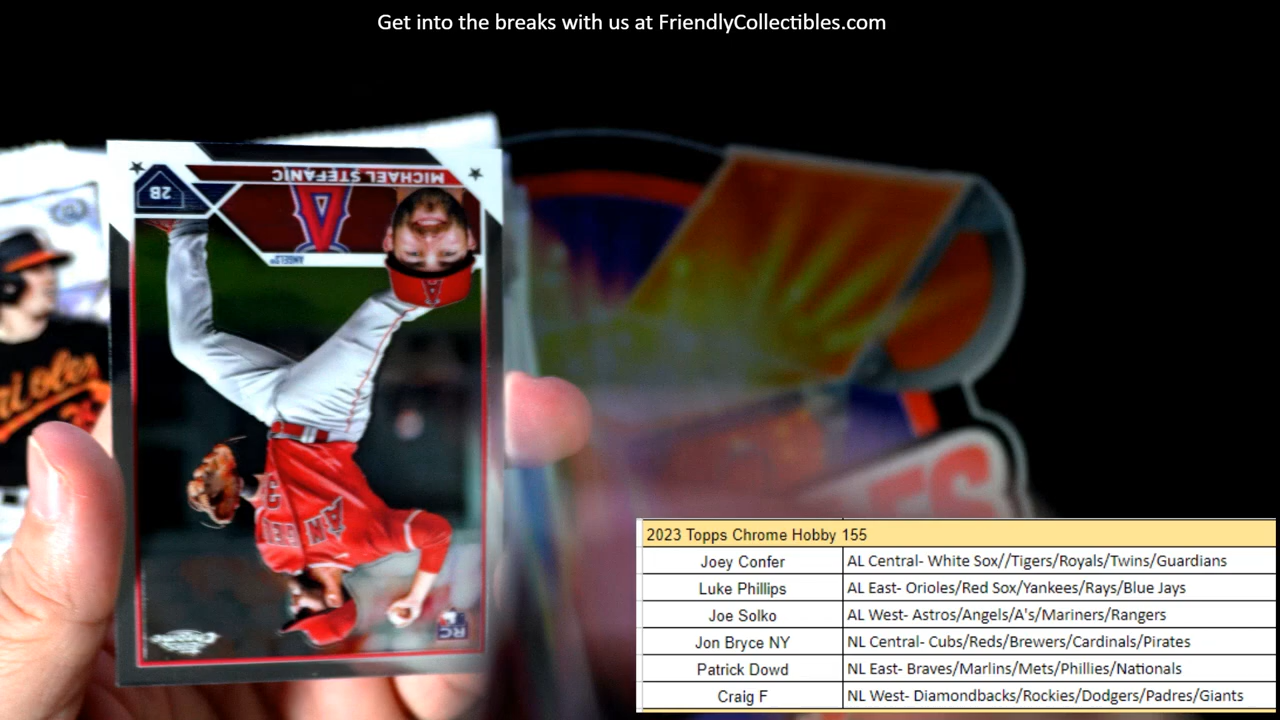 Get into the breaks with us at FriendlyCollectibles.com
MICHAEL STEFANIC
2B
A
ANGELS
RC
Chrome
2023 Topps Chrome Hobby 155
Joey Confer AL Central- White Sox//Tigers/Royals/Twins/Guardians
Luke Phillips AL East- Orioles/Red Sox/Yankees/Rays/Blue Jays
Joe Solko AL West- Astros/Angels/A's/Mariners/Rangers
Jon Bryce NY NL Central- Cubs/Reds/Brewers/Cardinals/Pirates
Patrick Dowd NL East- Braves/Marlins/Mets/Phillies/Nationals
Craig F NL West- Diamondbacks/Rockies/Dodgers/Padres/Giants